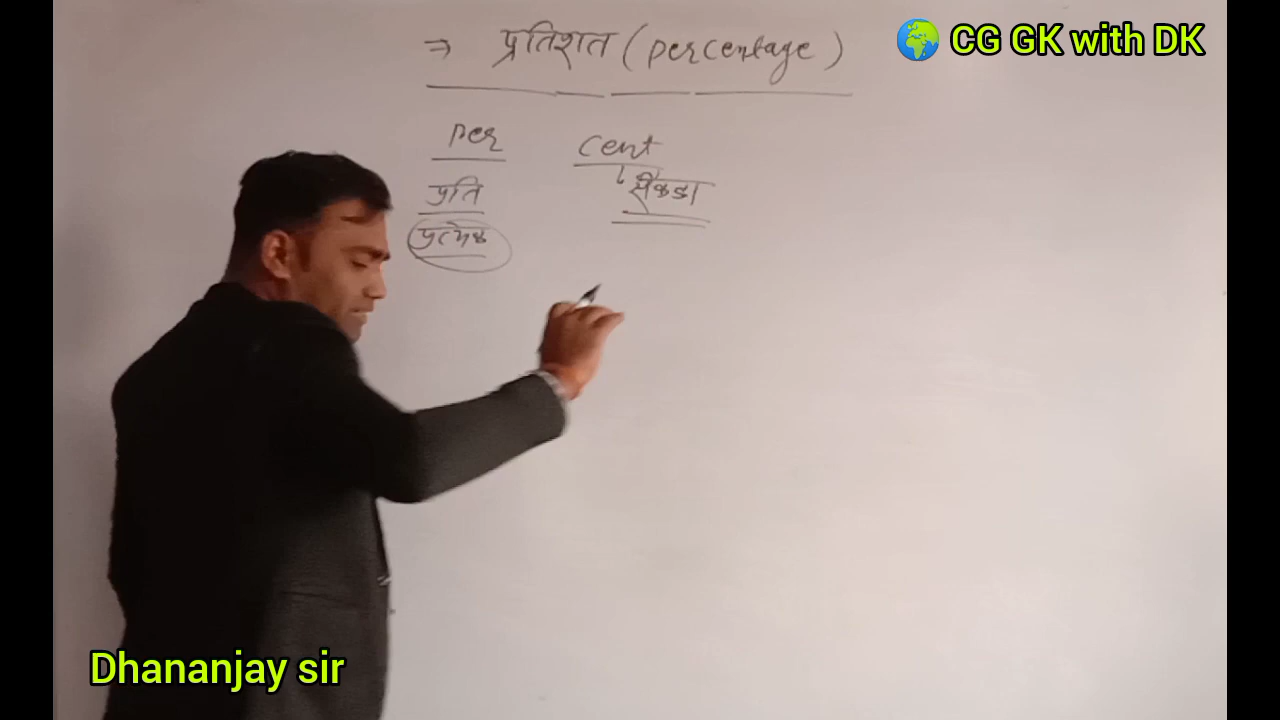 ⇒ प्रतिशत (percentage)
CG GK with DK
per cent
प्रति सैंकडा
प्रत्येक
Dhananjay sir